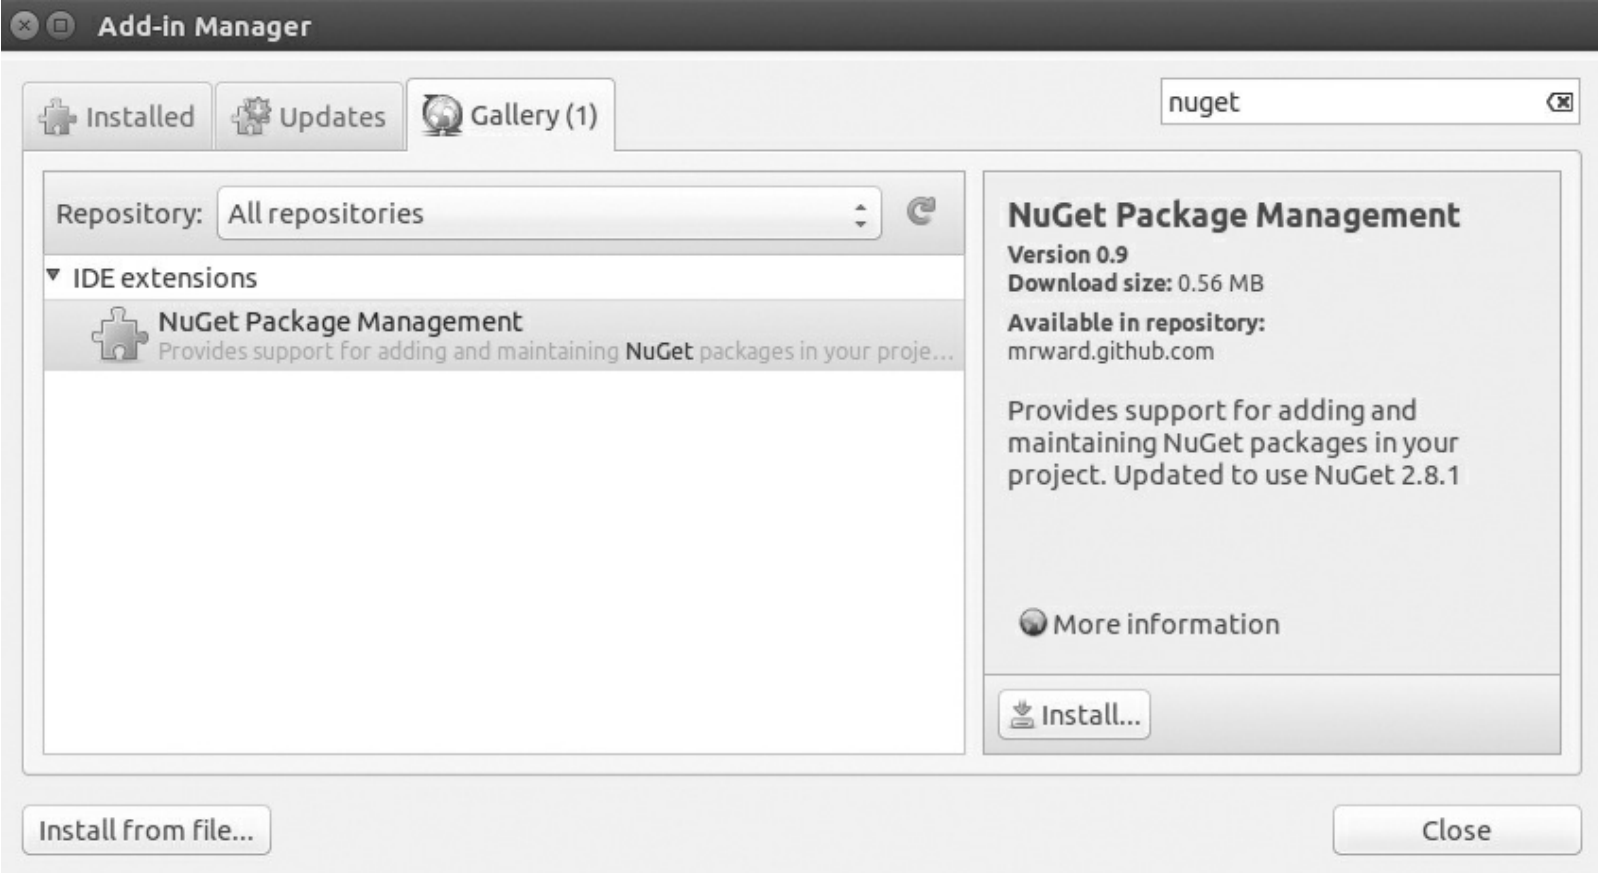 Add-in Manager
Installed
Updates
Gallery (1)
nuget
Repository: All repositories
IDE extensions
NuGet Package Management
Provides support for adding and maintaining NuGet packages in your proje...
NuGet Package Management
Version 0.9
Download size: 0.56 MB
Available in repository:
mrward.github.com
Provides support for adding and
maintaining NuGet packages in your
project. Updated to use NuGet 2.8.1
More information
Install...
Install from file...
Close